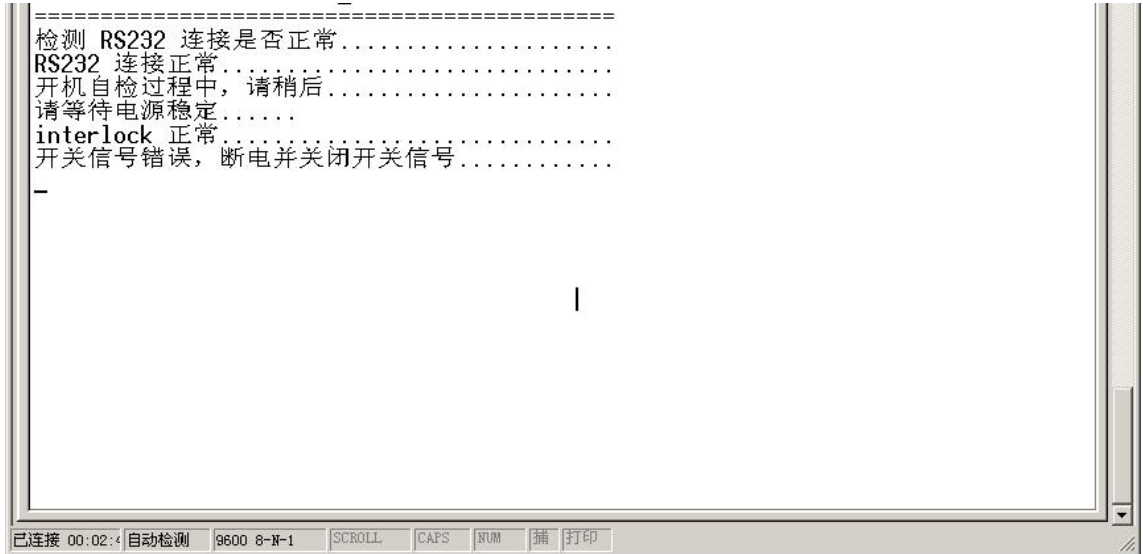 ============================================
检测 RS232 连接是否正常.....................
RS232 连接正常..............................
开机自检过程中，请稍后......................
请等待电源稳定......
interlock 正常..............................
开关信号错误，断电并关闭开关信号............
_
已连接 00:02:4 自动检测 9600 8-N-1 SCROLL CAPS NUM 捕 打印